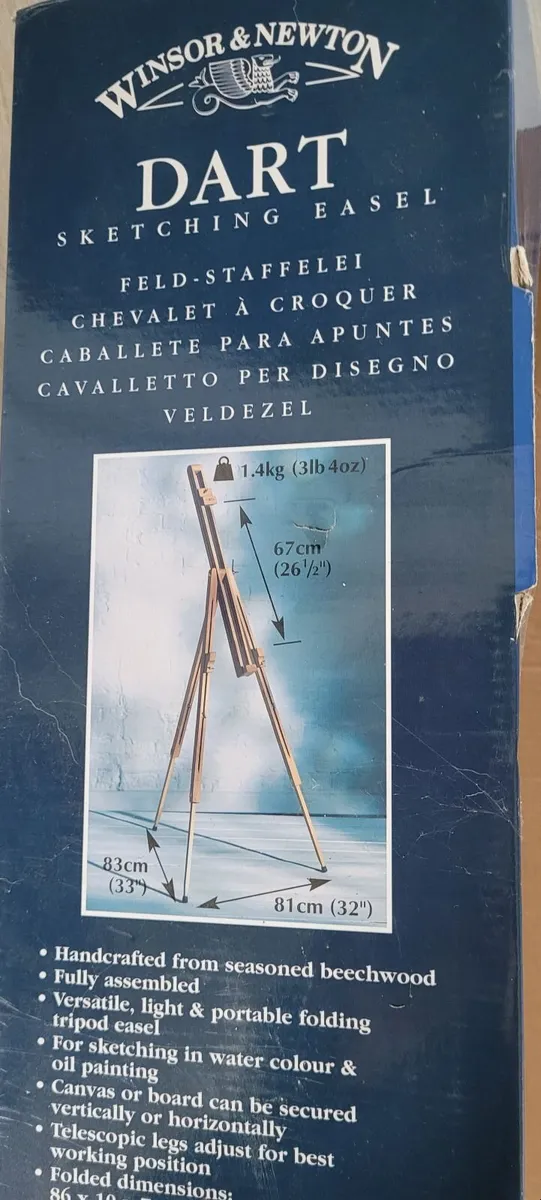 WINSOR & NEWTON
DART
SKETCHING EASEL
FELD-STAFFELEI
CHEVALET À CROQUER
CABALLETE PARA APUNTES
CAVALLETTO PER DISEGNO
VELDEZEL
1.4kg (3lb 4oz)
67cm
(26½")
83cm
(33")
81cm (32")
• Handcrafted from seasoned beechwood
• Fully assembled
• Versatile, light & portable folding
tripod easel
• For sketching in water colour &
oil painting
• Canvas or board can be secured
vertically or horizontally
• Telescopic legs adjust for best
working position
• Folded dimensions:
86 x 10